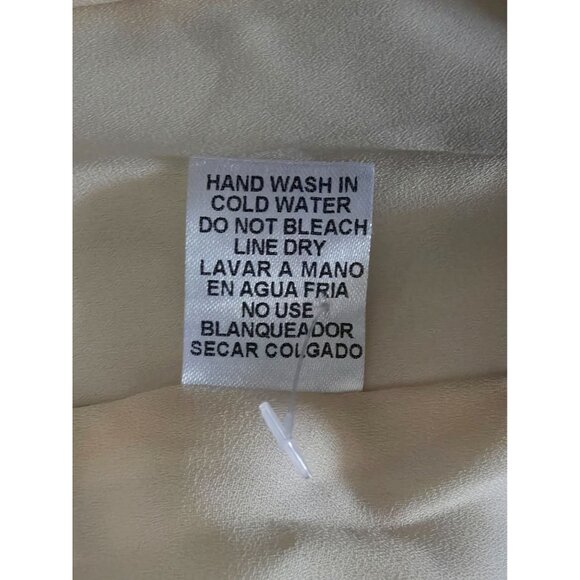 HAND WASH IN
COLD WATER
DO NOT BLEACH
LINE DRY
LAVAR A MANO
EN AGUA FRIA
NO USE
BLANQUEADOR
SECAR COLGADO